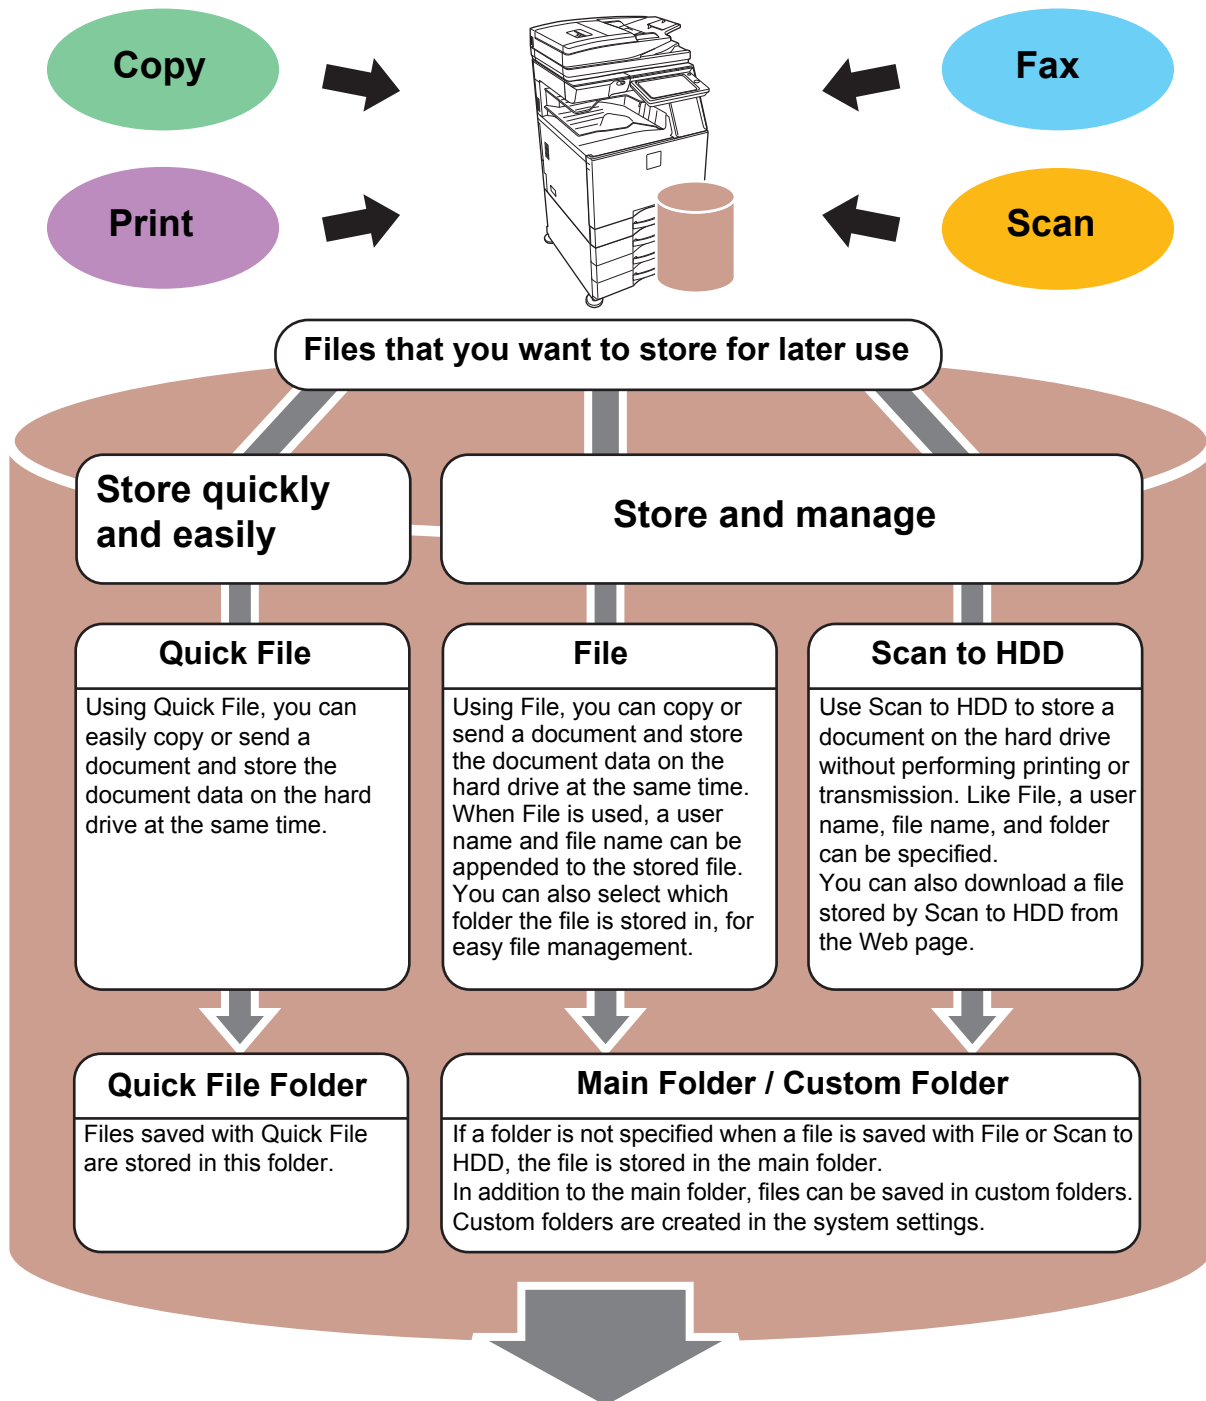 Copy
Fax
Print
Scan
Files that you want to store for later use
Store quickly
and easily
Store and manage
Quick File
Using Quick File, you can
easily copy or send a
document and store the
document data on the hard
drive at the same time.
File
Using File, you can copy or
send a document and store
the document data on the
hard drive at the same time.
When File is used, a user
name and file name can be
appended to the stored file.
You can also select which
folder the file is stored in, for
easy file management.
Scan to HDD
Use Scan to HDD to store a
document on the hard drive
without performing printing or
transmission. Like File, a user
name, file name, and folder
can be specified.
You can also download a file
stored by Scan to HDD from
the Web page.
Quick File Folder
Files saved with Quick File
are stored in this folder.
Main Folder / Custom Folder
If a folder is not specified when a file is saved with File or Scan to
HDD, the file is stored in the main folder.
In addition to the main folder, files can be saved in custom folders.
Custom folders are created in the system settings.